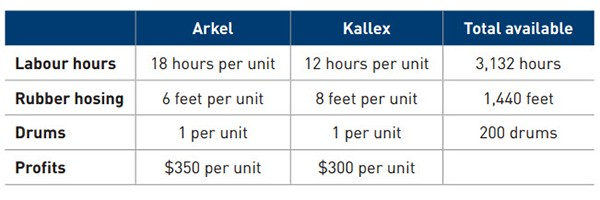 Arkel Kallex Total available
Labour hours 18 hours per unit 12 hours per unit 3,132 hours
Rubber hosing 6 feet per unit 8 feet per unit 1,440 feet
Drums 1 per unit 1 per unit 200 drums
Profits $350 per unit $300 per unit